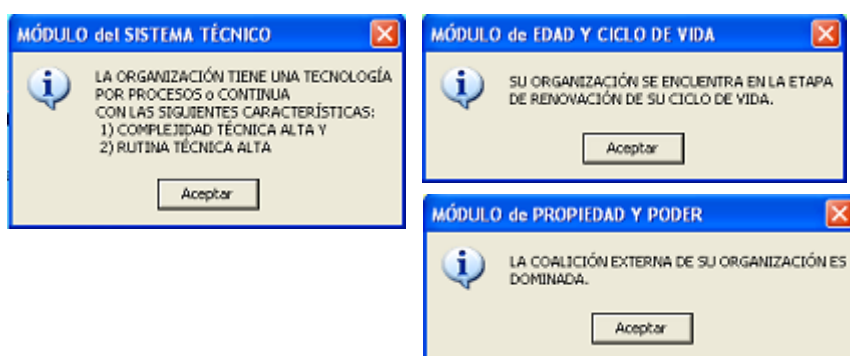 MÓDULO del SISTEMA TÉCNICO
LA ORGANIZACIÓN TIENE UNA TECNOLOGÍA
POR PROCESOS o CONTINUA
CON LAS SIGUIENTES CARACTERÍSTICAS:
1) COMPLEJIDAD TÉCNICA ALTA Y
2) RUTINA TÉCNICA ALTA
Aceptar
MÓDULO de EDAD Y CICLO DE VIDA
SU ORGANIZACIÓN SE ENCUENTRA EN LA ETAPA
DE RENOVACIÓN DE SU CICLO DE VIDA.
Aceptar
MÓDULO de PROPIEDAD Y PODER
LA COALICIÓN EXTERNA DE SU ORGANIZACIÓN ES
DOMINADA.
Aceptar